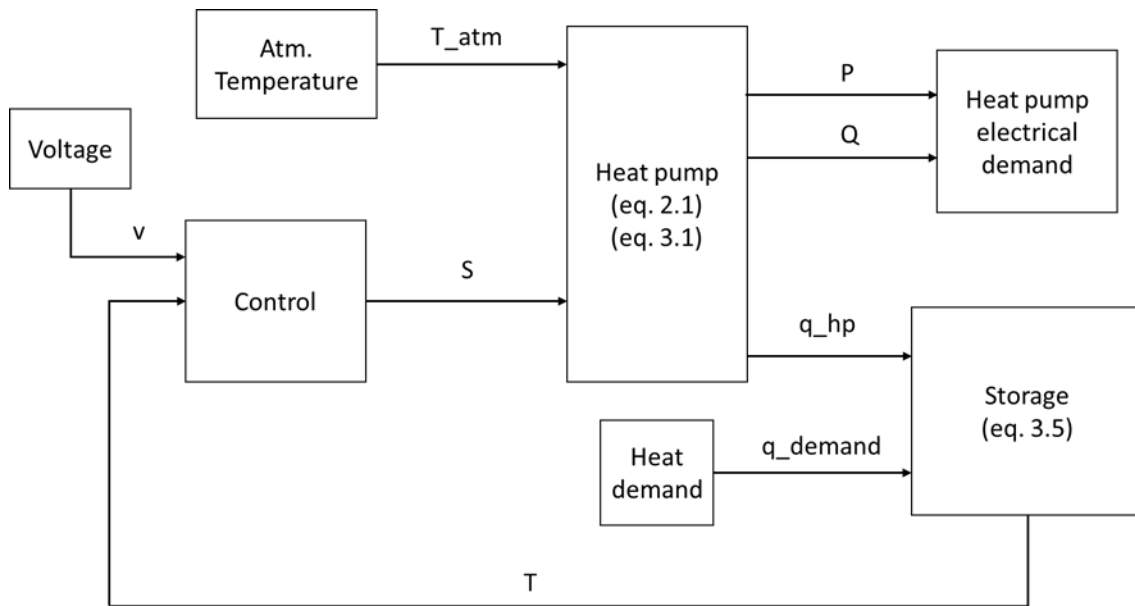 Atm.
Temperature
T_atm
Voltage
v
Control
S
Heat pump
(eq. 2.1)
(eq. 3.1)
P
Q
Heat pump
electrical
demand
q_hp
Heat
demand
q_demand
Storage
(eq. 3.5)
T